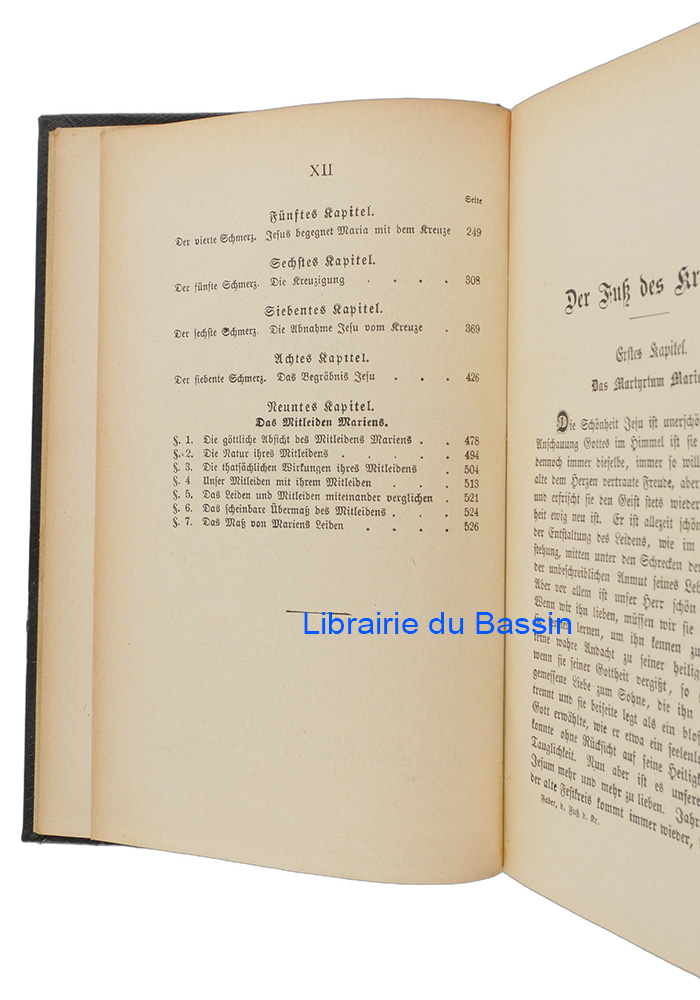 XII
Seite
Fünftes Kapitel.
Der vierte Schmerz. Jesus begegnet Maria mit dem Kreuze 249
Sechstes Kapitel.
Der fünfte Schmerz. Die Kreuzigung . . . . 308
Siebentes Kapitel.
Der sechste Schmerz. Die Abnahme Jesu vom Kreuze . 369
Achtes Kapitel.
Der siebente Schmerz. Das Begräbnis Jesu . . . 426
Neuntes Kapitel.
Das Mitleiden Mariens.
§. 1. Die göttliche Absicht des Mitleidens Mariens . . 478
§. 2. Die Natur ihres Mitleidens . . . . . 494
§. 3. Die thatsächlichen Wirkungen ihres Mitleidens . 504
§. 4. Unser Mitleiden mit ihrem Mitleiden . . . 513
§. 5. Das Leiden und Mitleiden miteinander verglichen . 521
§. 6. Das scheinbare Übermaß des Mitleidens . . . 524
§. 7. Das Maß von Mariens Leiden . . . . 526
Librairie du Bassin
Der Fuß des Kr
Erstes Kapitel.
Das Martyrtum Marie
Die Schönheit Jesu ist unerschö
Anschauung Gottes im Himmel ist sie
dennoch immer dieselbe, immer so will
alte dem Herzen vertraute Freude, aber
und erfrischt sie den Geist stets wieder
heit ewig neu ist. Er ist allezeit schön
der Entstaltung des Leidens, wie im
stehung, mitten unter den Schrecken der
der unbeschreiblichen Anmut seines Leb
Aber vor allem ist unser Herr schön
Wenn wir ihn lieben, müssen wir sie
sie kennen lernen, um ihn kennen zu
keine wahre Andacht zu seiner heilig
wenn sie seiner Gottheit vergißt, so
gemessene Liebe zum Sohne, die ihn
trennt und sie beiseite legt als ein bloß
Gott erwählte, wie er etwa ein seelenlo
konnte ohne Rücksicht auf seine Heiligk
Tauglichkeit. Nun aber ist es unsere
Jesum mehr und mehr zu lieben. Jahr
der alte Festkreis kommt immer wieder,
Faber, d. Fuß d. Kr.